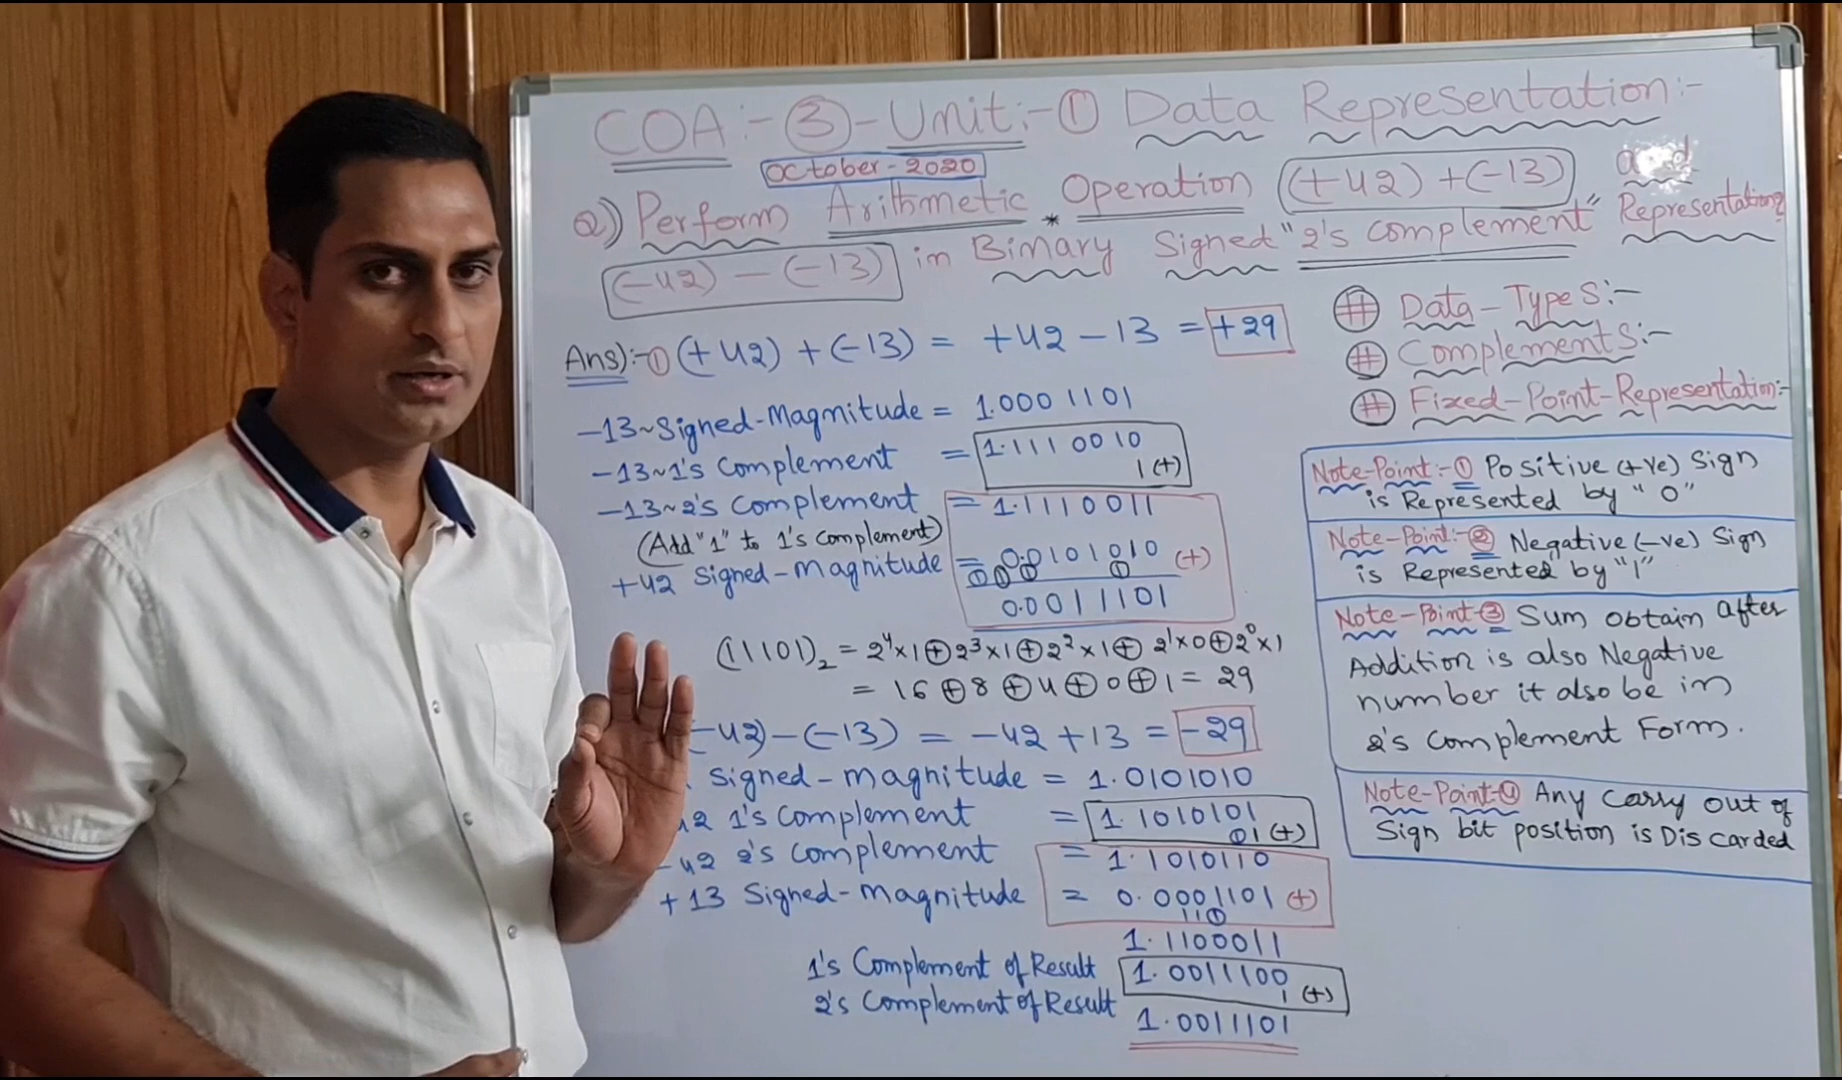 COA:- ③-Unit:-① Data Representation:-
October-2020
Q)) Perform Arithmetic Operation (+42)+(-13) and
(-42) - (-13) in Binary Signed "2's complement" Representation?
Ans):-① (+42) + (-13) = +42 - 13 = +29
-13~Signed-Magnitude = 1.000 1101
-13~1's Complement = 1.111 0010
1 (+)
-13~2's Complement = 1.1110011
(Add "1" to 1's complement)
+42 Signed-Magnitude = 0.0101010 (+)
0.0011101
(11101)₂ = 2⁴×1⊕2³×1⊕2²×1⊕2¹×0⊕2⁰×1
= 16⊕8⊕4⊕0⊕1 = 29
-42)-(-13) = -42+13 = -29
Signed-magnitude = 1.0101010
42 1's Complement = 1.1010101
①1 (+)
-42 2's Complement = 1.1010110
+13 Signed-Magnitude = 0.0001101 (+)
11①
1.1100011
1's Complement of Result 1.0011100
1 (+)
2's Complement of Result 1.0011101
# Data-Types:-
# Complements:-
# Fixed-Point-Representation:-
Note-Point:-① Positive (+ve) Sign
is Represented by "0"
Note-Point:-② Negative (-ve) Sign
is Represented by "1"
Note-Point-③ Sum obtain after
Addition is also Negative
number it also be in
2's Complement Form.
Note-Point-④ Any Carry out of
Sign bit position is Discarded